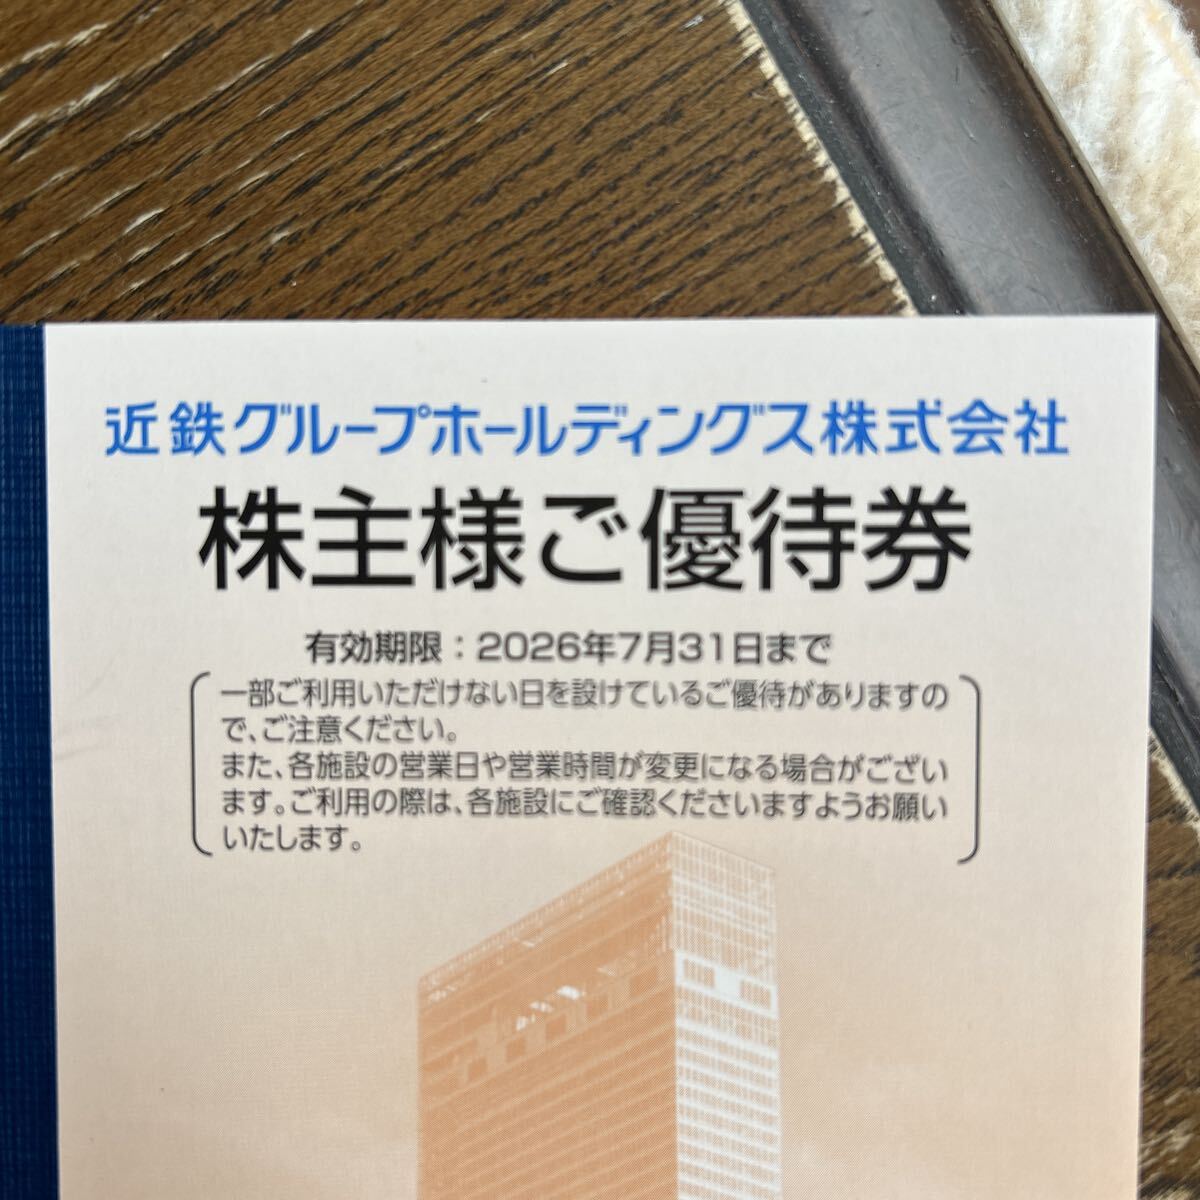 近鉄グループホールディングス株式会社
株主様ご優待券
有効期限：2026年7月31日まで
一部ご利用いただけない日を設けているご優待がありますの
で、ご注意ください。
また、各施設の営業日や営業時間が変更になる場合がござい
ます。ご利用の際は、各施設にご確認くださいますようお願い
いたします。